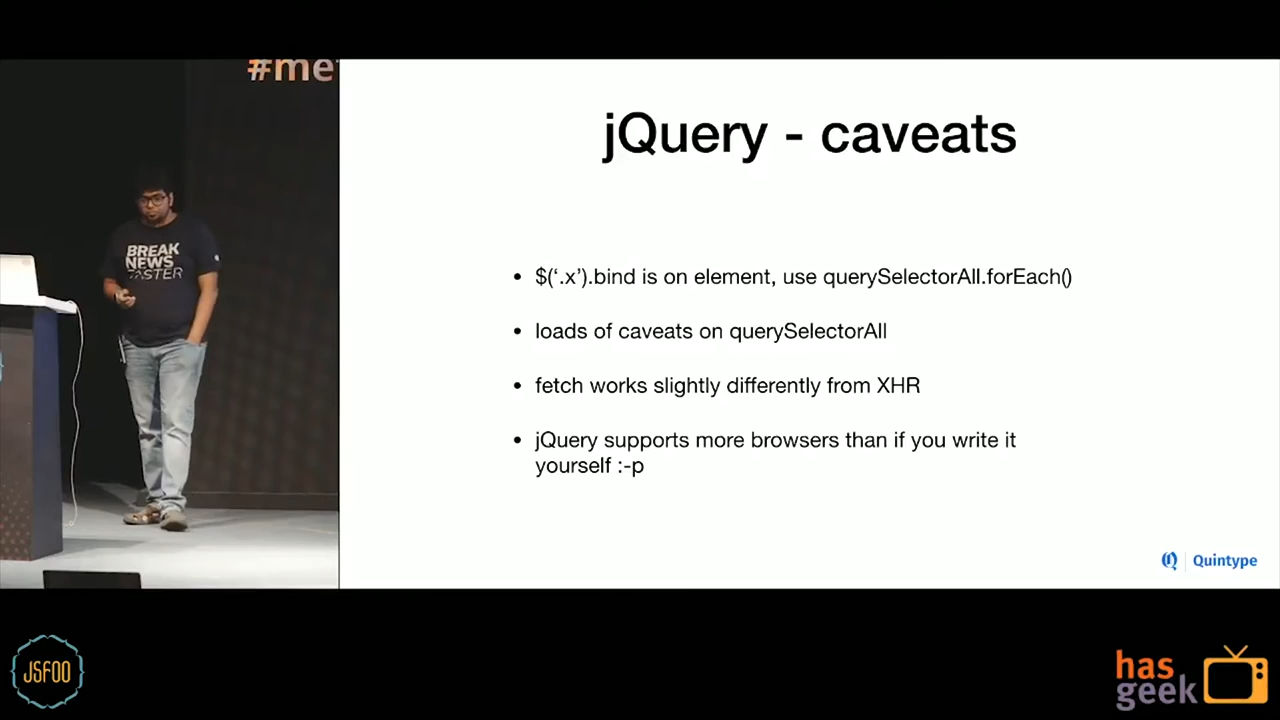 #me
jQuery - caveats
BREAK
NEWS
FASTER
• $(‘.x’).bind is on element, use querySelectorAll.forEach()
• loads of caveats on querySelectorAll
• fetch works slightly differently from XHR
• jQuery supports more browsers than if you write it
yourself :-p
Quintype
JSFOO
has
geek